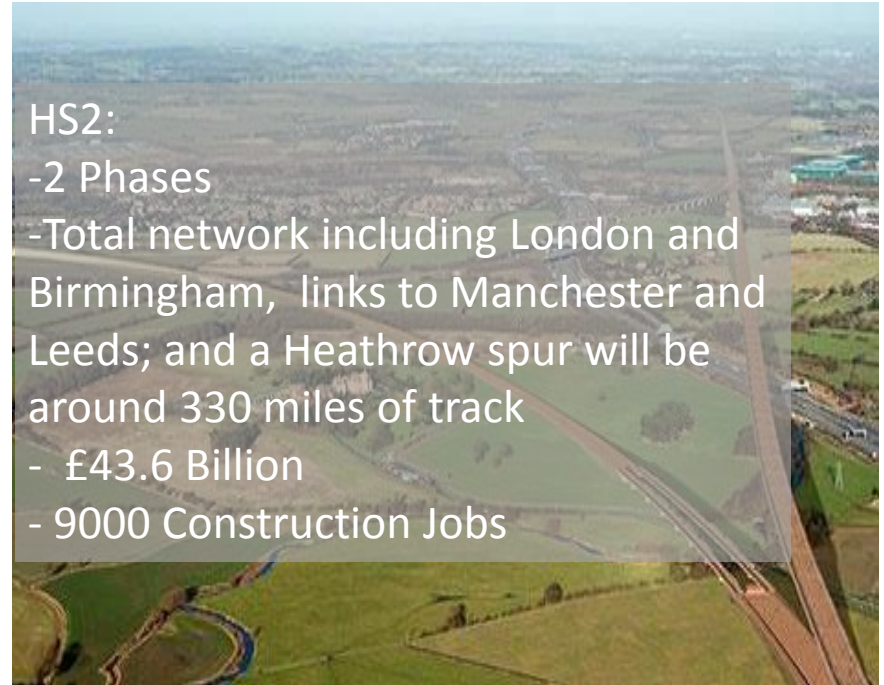 HS2:
-2 Phases
-Total network including London and
Birmingham,  links to Manchester and
Leeds; and a Heathrow spur will be
around 330 miles of track
-  £43.6 Billion
- 9000 Construction Jobs